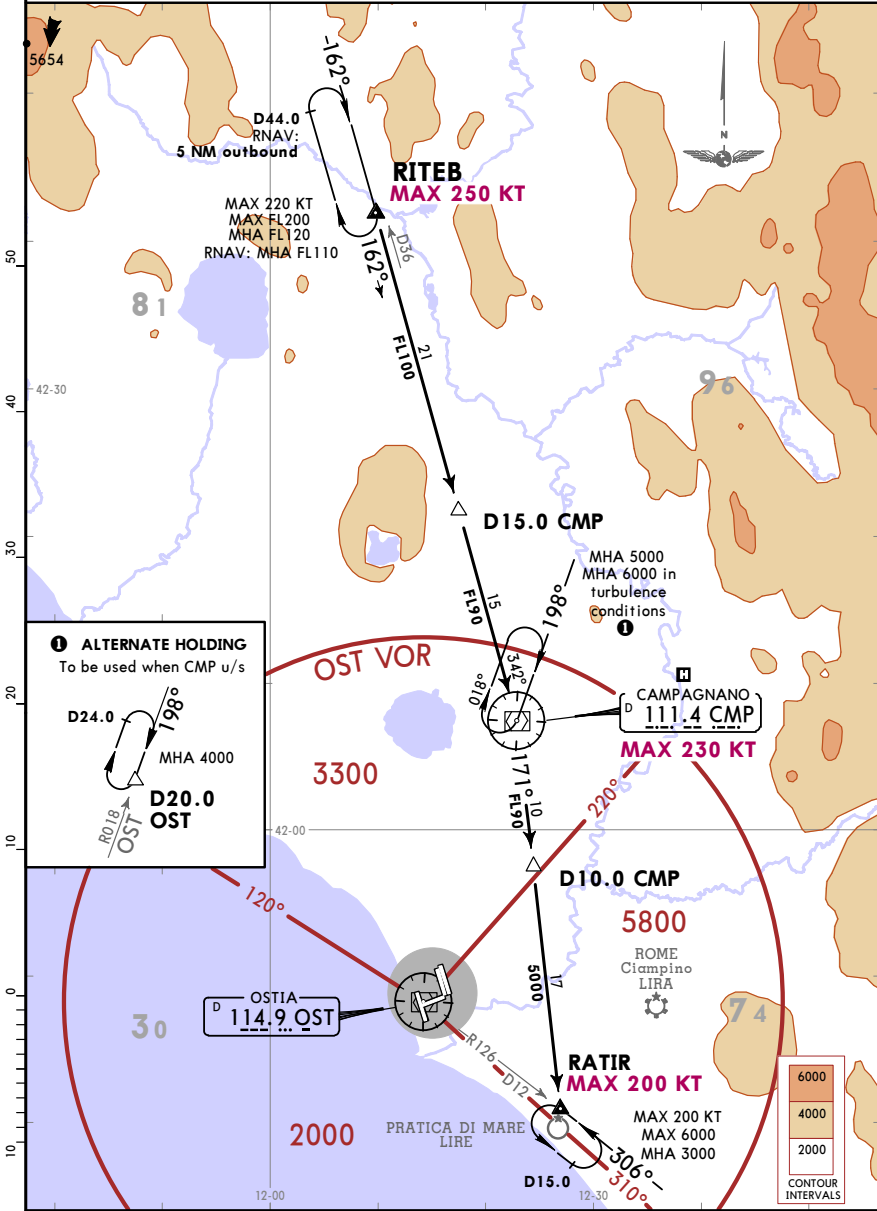 5654
-162°
D44.0
RNAV:
5 NM outbound
N
RITEB
MAX 250 KT
MAX 220 KT
MAX FL200
MHA FL120
RNAV: MHA FL110
D36
162°
50
81
21
FL100
42-30
96
40
D15.0 CMP
30
MHA 5000
MHA 6000 in
turbulence
conditions
1
15
FL90
198°
1 ALTERNATE HOLDING
To be used when CMP u/s
D24.0
198°
MHA 4000
D20.0
OST
R018
OST
OST VOR
342°
018°
H
20
CAMPAGNANO
D 111.4 CMP
MAX 230 KT
3300
171°
10
FL90
220°
10
42-00
D10.0 CMP
120°
5800
ROME
Ciampino
LIRA
17
5000
0
OSTIA
D 114.9 OST
30
74
R126
D12
RATIR
MAX 200 KT
PRATICA DI MARE
LIRE
2000
MAX 200 KT
MAX 6000
MHA 3000
306°-
310°
D15.0
10
12-00
12-30
6000
4000
2000
CONTOUR
INTERVALS